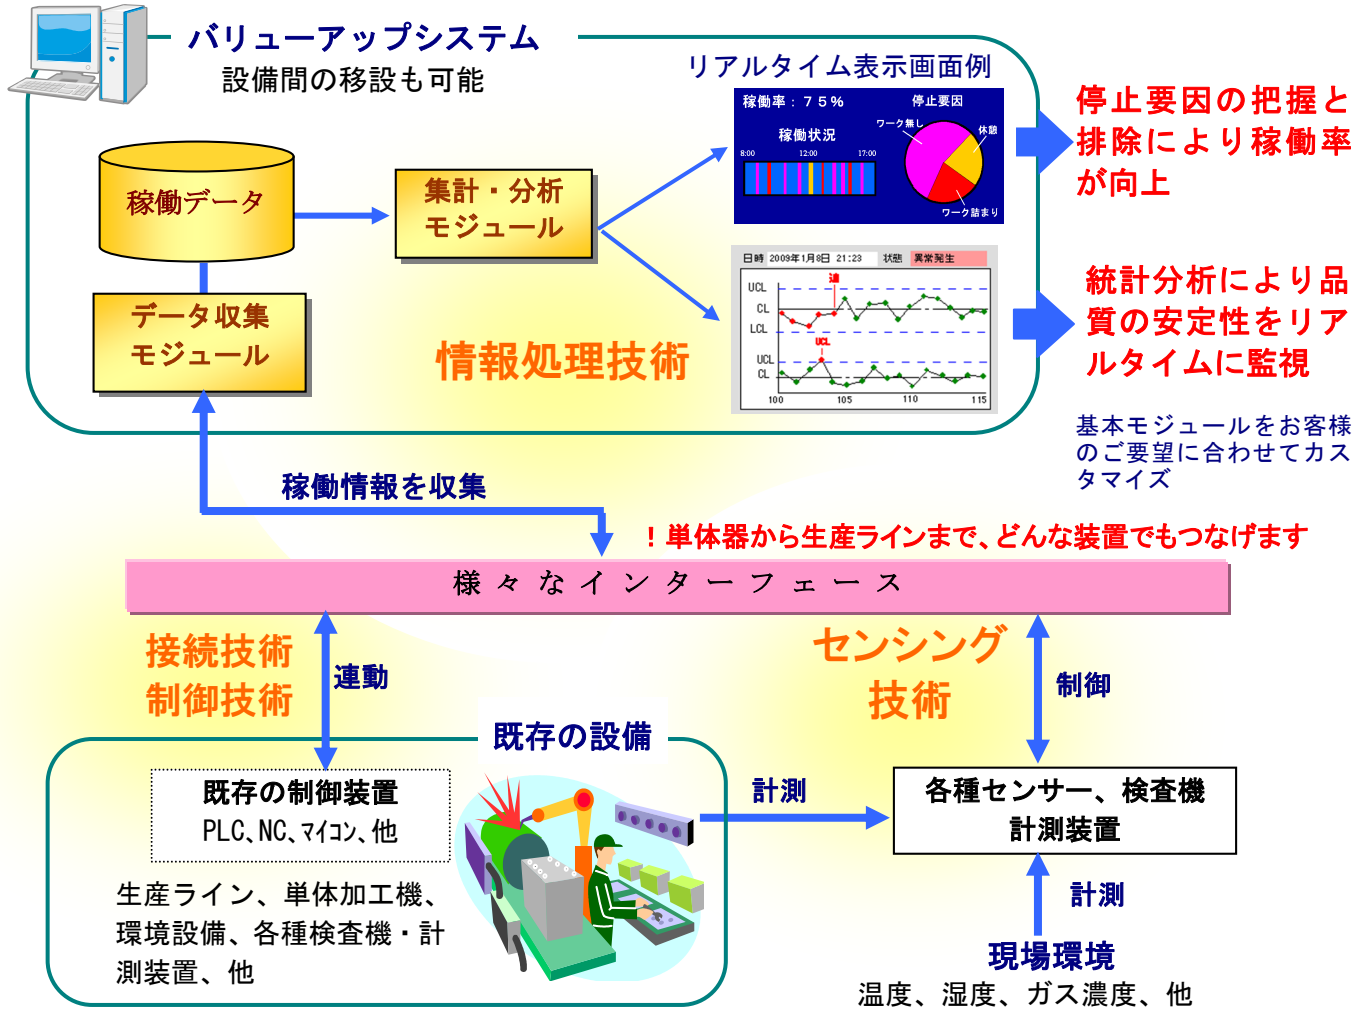 バリューアップシステム
設備間の移設も可能
リアルタイム表示画面例
稼働率：７５％
停止要因
稼働状況
ワーク無し
休憩
8:00
12:00
17:00
ワーク詰まり
停止要因の把握と
排除により稼働率
が向上
稼働データ
集計・分析
モジュール
データ収集
モジュール
情報処理技術
日時 2009年1月8日 21:23 状態 異常発生
UCL
連
CL
LCL
UCL
UCL
CL
100
105
110
115
統計分析により品
質の安定性をリア
ルタイムに監視
基本モジュールをお客様
のご要望に合わせてカス
タマイズ
稼働情報を収集
！単体器から生産ラインまで、どんな装置でもつなげます
様々なインターフェース
接続技術
制御技術
連動
センシング
技術
制御
既存の設備
既存の制御装置
PLC、NC、マイコン、他
生産ライン、単体加工機、
環境設備、各種検査機・計
測装置、他
計測
各種センサー、検査機
計測装置
計測
現場環境
温度、湿度、ガス濃度、他